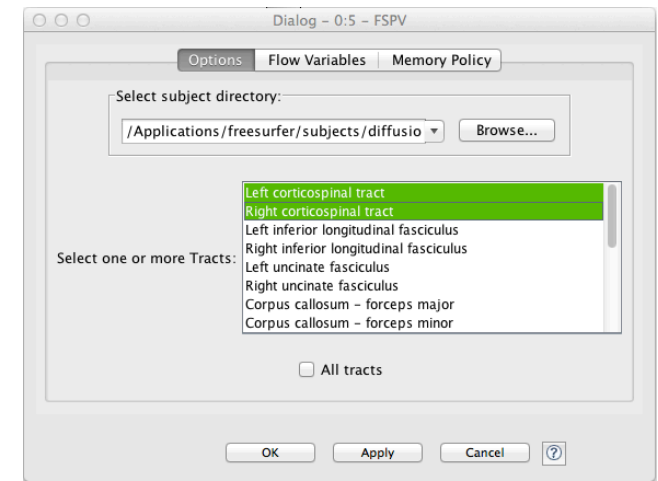 Dialog – 0:5 – FSPV
Options Flow Variables Memory Policy
Select subject directory:
/Applications/freesurfer/subjects/diffusio Browse...
Left corticospinal tract
Right corticospinal tract
Left inferior longitudinal fasciculus
Right inferior longitudinal fasciculus
Select one or more Tracts:
Left uncinate fasciculus
Right uncinate fasciculus
Corpus callosum – forceps major
Corpus callosum – forceps minor
All tracts
OK Apply Cancel ?